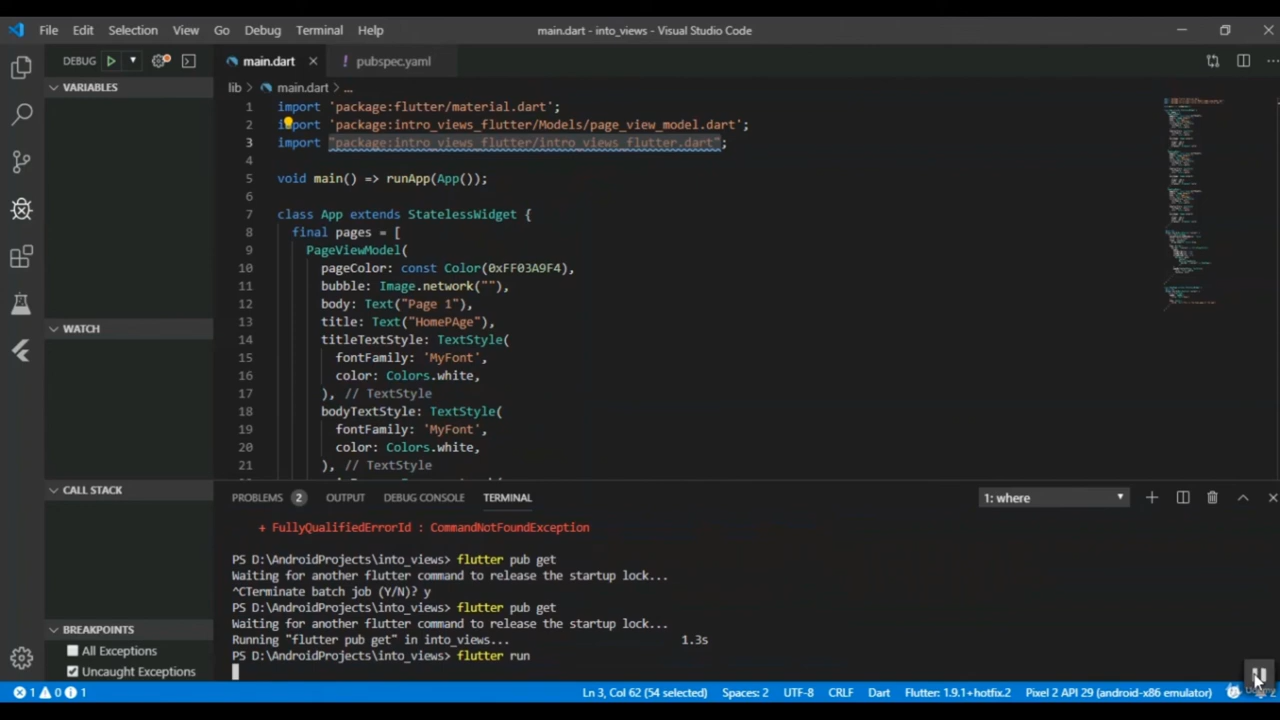 File Edit Selection View Go Debug Terminal Help
main.dart - into_views - Visual Studio Code
DEBUG
main.dart
pubspec.yaml
VARIABLES
WATCH
CALL STACK
BREAKPOINTS
All Exceptions
Uncaught Exceptions
lib > main.dart > ...
1 import 'package:flutter/material.dart';
2 import 'package:intro_views_flutter/Models/page_view_model.dart';
3 import "package:intro_views_flutter/intro_views_flutter.dart";
4
5 void main() => runApp(App());
6
7 class App extends StatelessWidget {
8 final pages = [
9 PageViewModel(
10 pageColor: const Color(0xFF03A9F4),
11 bubble: Image.network(""),
12 body: Text("Page 1"),
13 title: Text("HomePAge"),
14 titleTextStyle: TextStyle(
15 fontFamily: 'MyFont',
16 color: Colors.white,
17 ), // TextStyle
18 bodyTextStyle: TextStyle(
19 fontFamily: 'MyFont',
20 color: Colors.white,
21 ), // TextStyle
PROBLEMS 2 OUTPUT DEBUG CONSOLE TERMINAL
1: where
+ FullyQualifiedErrorId : CommandNotFoundException
PS D:\AndroidProjects\into_views> flutter pub get
Waiting for another flutter command to release the startup lock...
^CTerminate batch job (Y/N)? y
PS D:\AndroidProjects\into_views> flutter pub get
Waiting for another flutter command to release the startup lock...
Running "flutter pub get" in into_views... 1.3s
PS D:\AndroidProjects\into_views> flutter run
1 0 1
Ln 3, Col 62 (54 selected) Spaces: 2 UTF-8 CRLF Dart Flutter: 1.9.1+hotfix.2 Pixel 2 API 29 (android-x86 emulator)